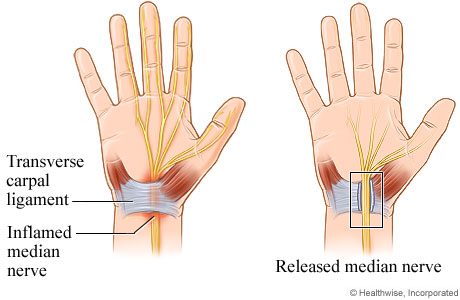 Transverse
carpal
ligament
Inflamed
median
nerve
Released median nerve
© Healthwise, Incorporated